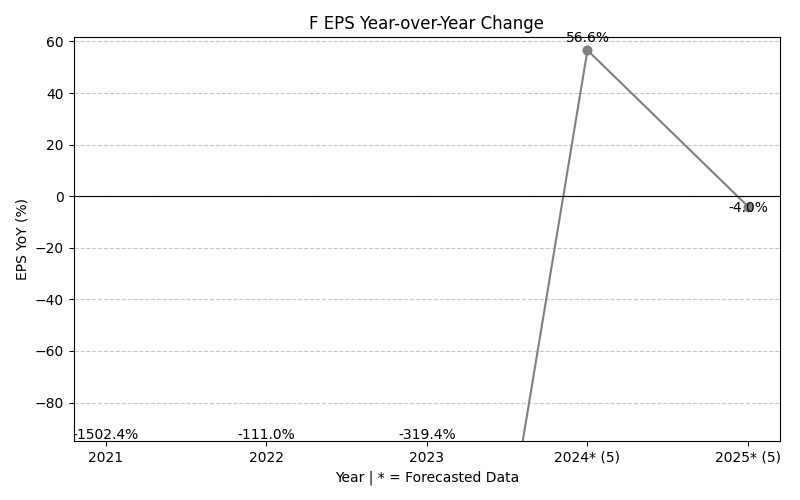 F EPS Year-over-Year Change
56.6%
60
40
20
0
-4.0%
−20
−40
−60
−80
EPS YoY (%)
-1502.4% -111.0% -319.4%
2021 2022 2023 2024* (5) 2025* (5)
Year | * = Forecasted Data